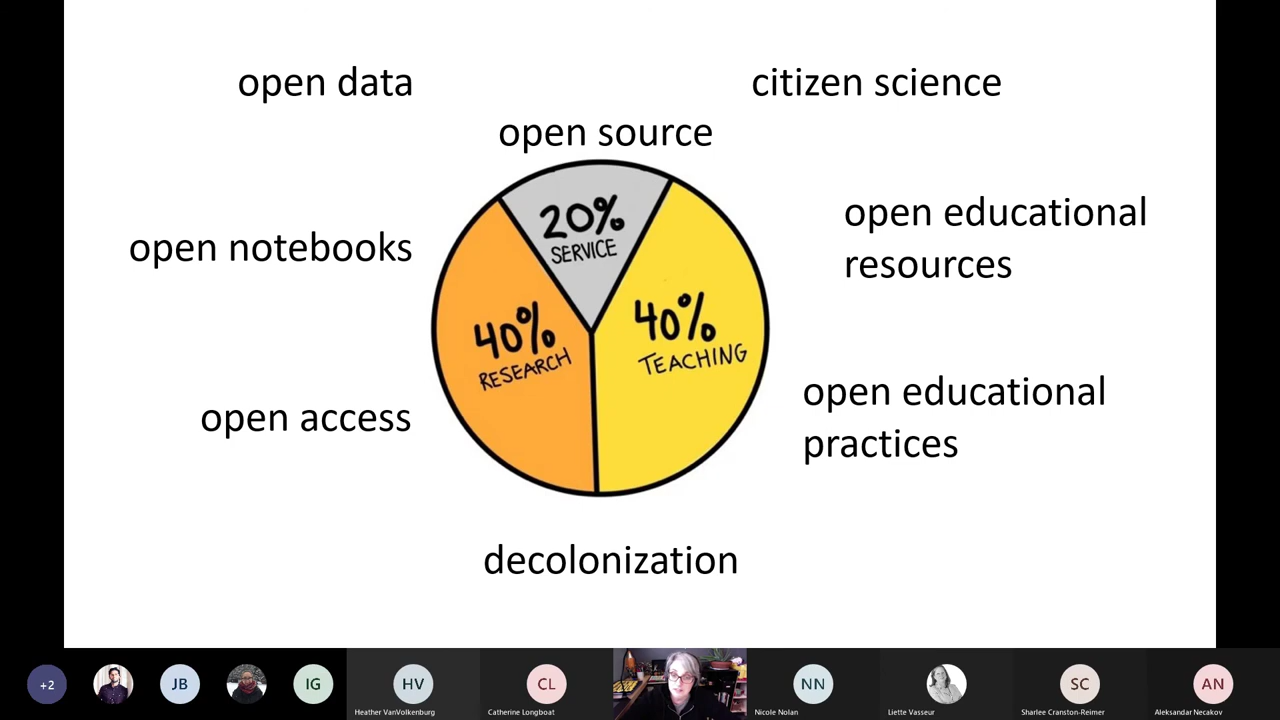 open data
citizen science
open source
20%
SERVICE
open educational
resources
open notebooks
40%
RESEARCH
40%
TEACHING
open access
open educational
practices
decolonization
+2
JB
IG
HV
Heather VanVolkenburg
CL
Catherine Longboat
NN
Nicole Nolan
Liette Vasseur
SC
Sharlee Cranston-Reimer
AN
Aleksandar Necakov